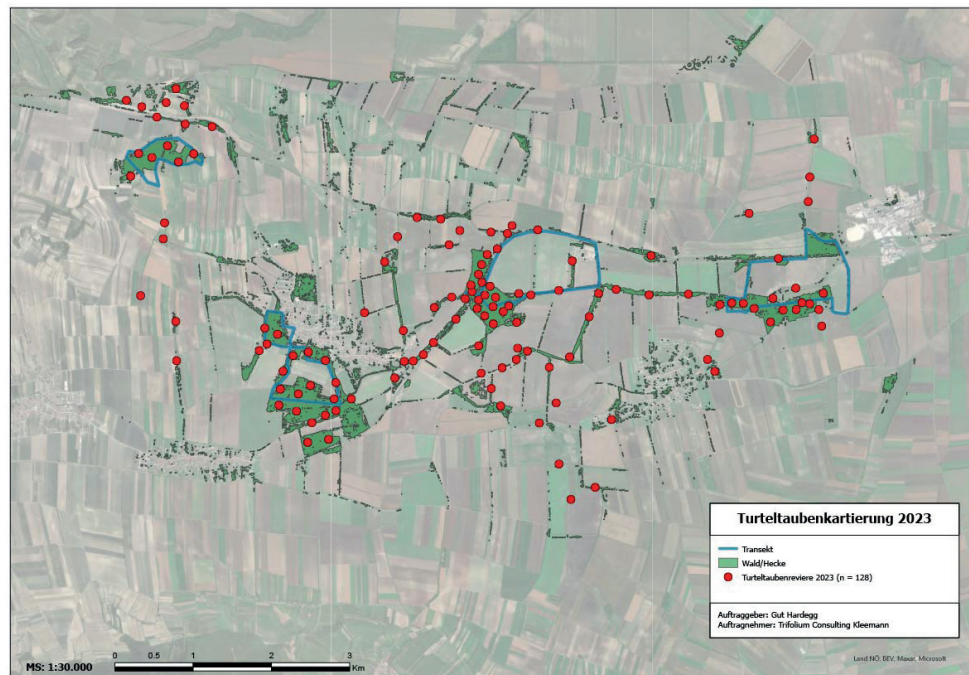 Turteltaubenkartierung 2023
Transekt
Wald/Hecke
Turteltaubenreviere 2023 (n = 128)
Auftraggeber: Gut Hardegg
Auftragnehmer: Trifolium Consulting Kleemann
MS: 1:30.000
0 0.5 1 2 3
Km
Land NÖ, BEV, Maxar, Microsoft